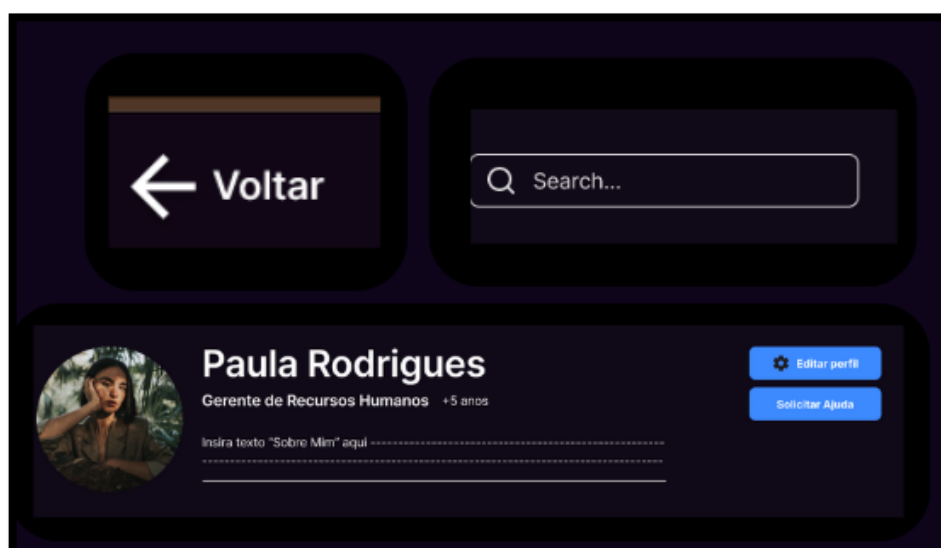 Voltar
Search...
Paula Rodrigues
Editar perfil
Gerente de Recursos Humanos +5 anos
Solicitar Ajuda
Insira texto "Sobre Mim" aqui